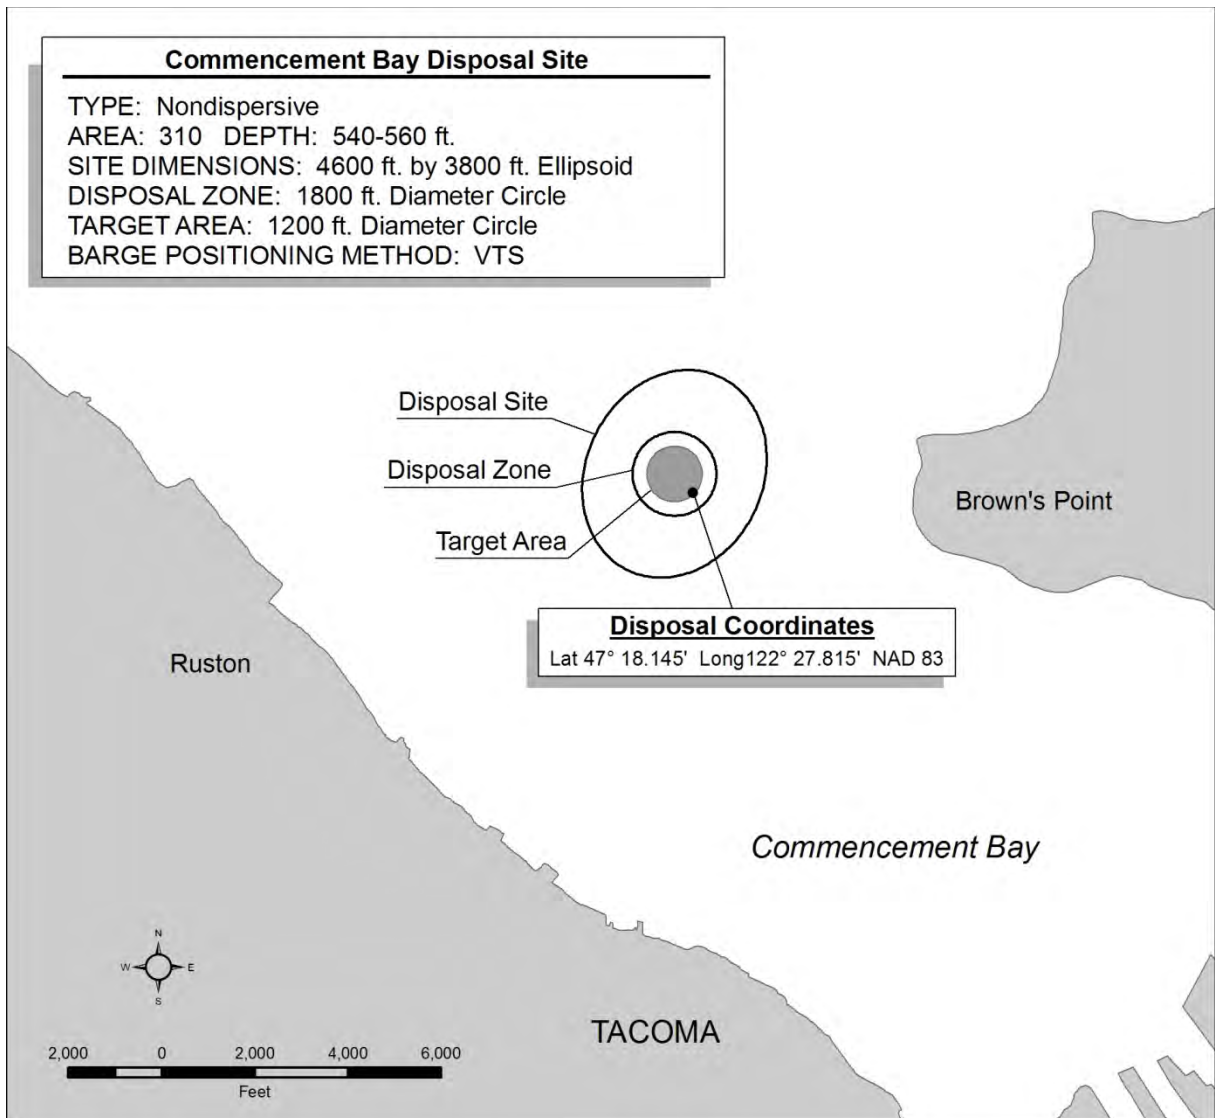 Commencement Bay Disposal Site
TYPE: Nondispersive
AREA: 310 DEPTH: 540-560 ft.
SITE DIMENSIONS: 4600 ft. by 3800 ft. Ellipsoid
DISPOSAL ZONE: 1800 ft. Diameter Circle
TARGET AREA: 1200 ft. Diameter Circle
BARGE POSITIONING METHOD: VTS
Disposal Site
Disposal Zone
Target Area
Brown's Point
Disposal Coordinates
Lat 47° 18.145' Long122° 27.815' NAD 83
Ruston
Commencement Bay
N
W E
S
TACOMA
2,000 0 2,000 4,000 6,000
Feet